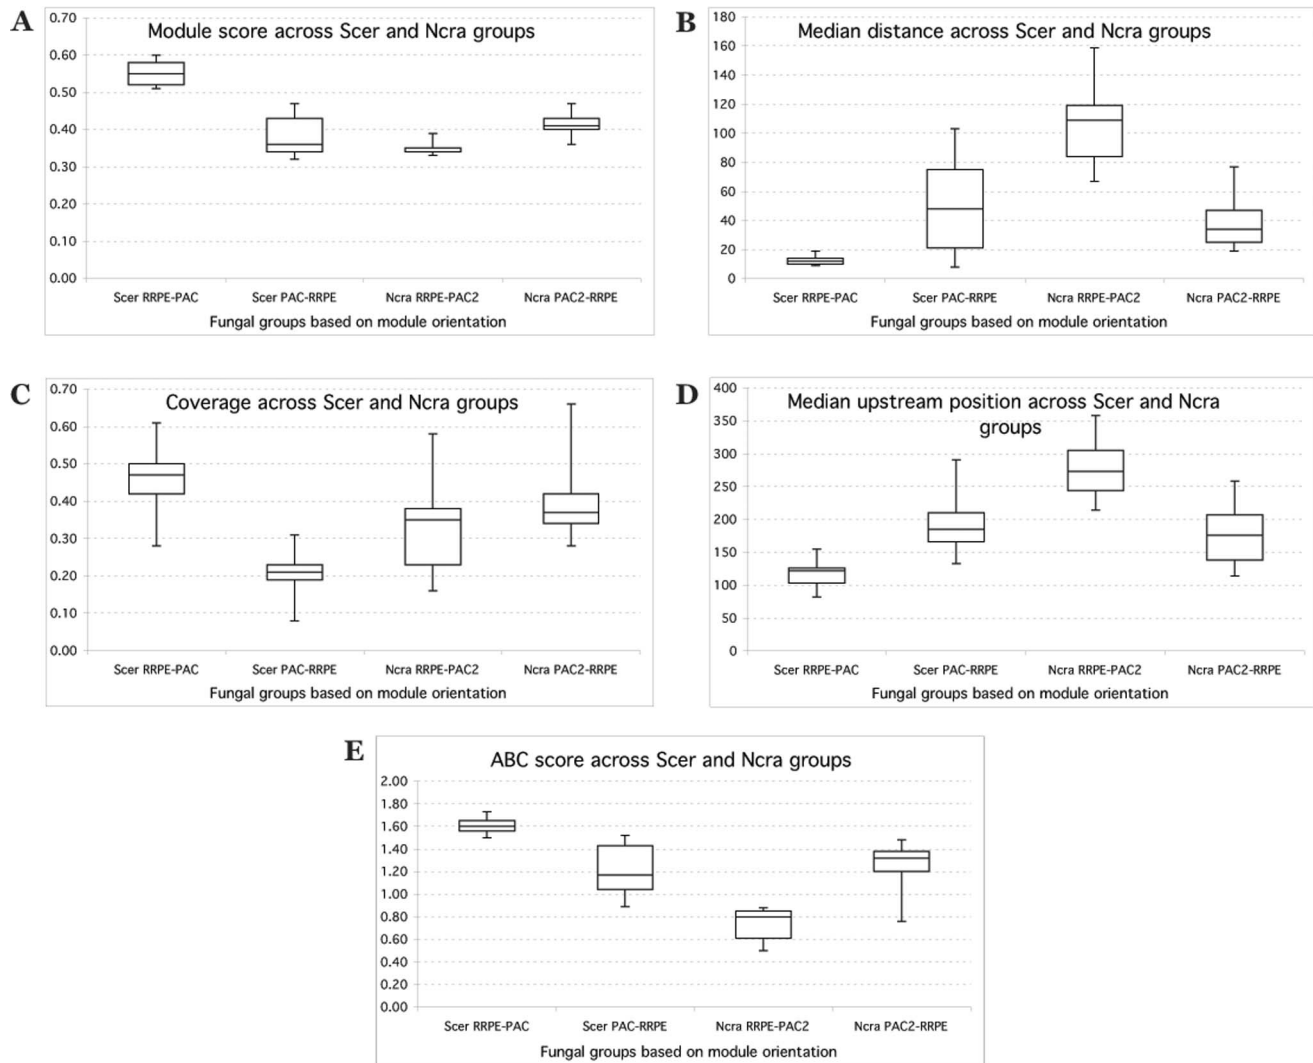 A
Module score across Scer and Ncra groups
0.70
0.60
0.50
0.40
0.30
0.20
0.10
0.00
Scer RRPE-PAC Scer PAC-RRPE Ncra RRPE-PAC2 Ncra PAC2-RRPE
Fungal groups based on module orientation
B
Median distance across Scer and Ncra groups
180
160
140
120
100
80
60
40
20
0
Scer RRPE-PAC Scer PAC-RRPE Ncra RRPE-PAC2 Ncra PAC2-RRPE
Fungal groups based on module orientation
C
Coverage across Scer and Ncra groups
0.70
0.60
0.50
0.40
0.30
0.20
0.10
0.00
Scer RRPE-PAC Scer PAC-RRPE Ncra RRPE-PAC2 Ncra PAC2-RRPE
Fungal groups based on module orientation
D
Median upstream position across Scer and Ncra
groups
400
350
300
250
200
150
100
50
0
Scer RRPE-PAC Scer PAC-RRPE Ncra RRPE-PAC2 Ncra PAC2-RRPE
Fungal groups based on module orientation
E
ABC score across Scer and Ncra groups
2.00
1.80
1.60
1.40
1.20
1.00
0.80
0.60
0.40
0.20
0.00
Scer RRPE-PAC Scer PAC-RRPE Ncra RRPE-PAC2 Ncra PAC2-RRPE
Fungal groups based on module orientation